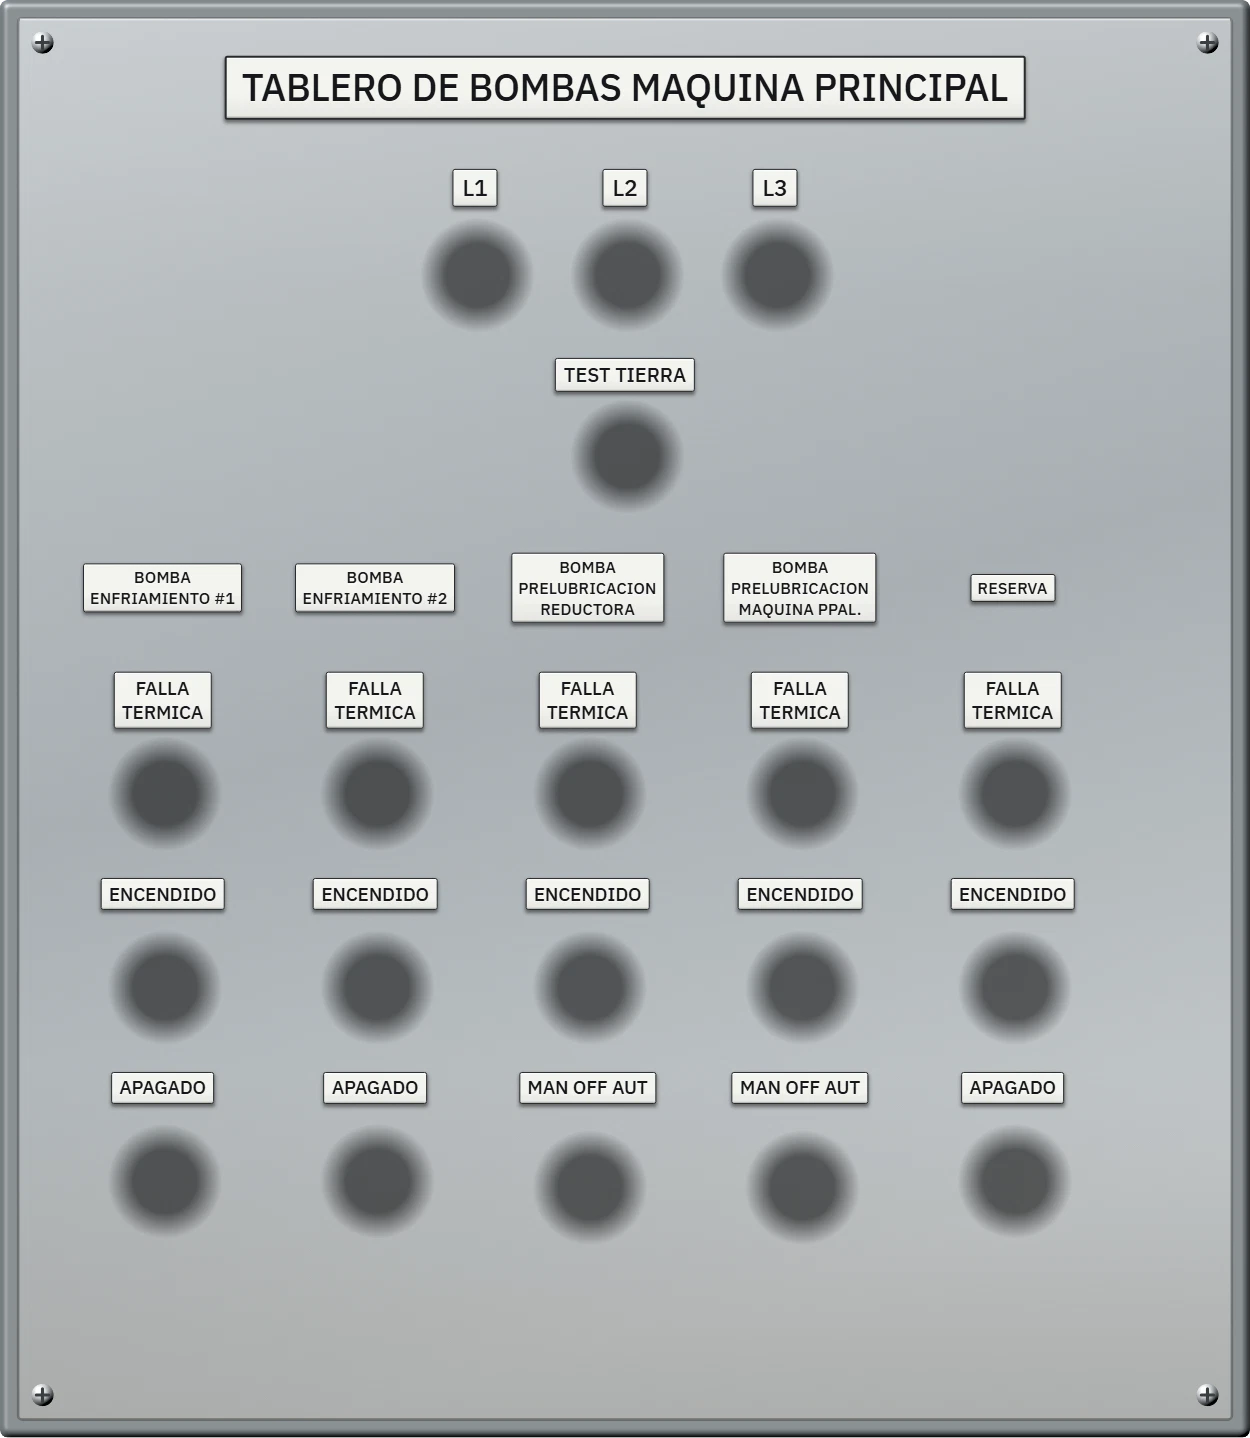 TABLERO DE BOMBAS MAQUINA PRINCIPAL
L1
L2
L3
TEST TIERRA
BOMBA
ENFRIAMIENTO #1
BOMBA
ENFRIAMIENTO #2
BOMBA
PRELUBRICACION
REDUCTORA
BOMBA
PRELUBRICACION
MAQUINA PPAL.
RESERVA
FALLA
TERMICA
FALLA
TERMICA
FALLA
TERMICA
FALLA
TERMICA
FALLA
TERMICA
ENCENDIDO
ENCENDIDO
ENCENDIDO
ENCENDIDO
ENCENDIDO
APAGADO
APAGADO
MAN OFF AUT
MAN OFF AUT
APAGADO